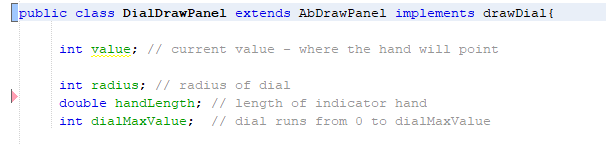 public class DialDrawPanel extends AbDrawPanel implements drawDial{
int value; // current value - where the hand will point
int radius; // radius of dial
double handLength; // length of indicator hand
int dialMaxValue;  // dial runs from 0 to dialMaxValue